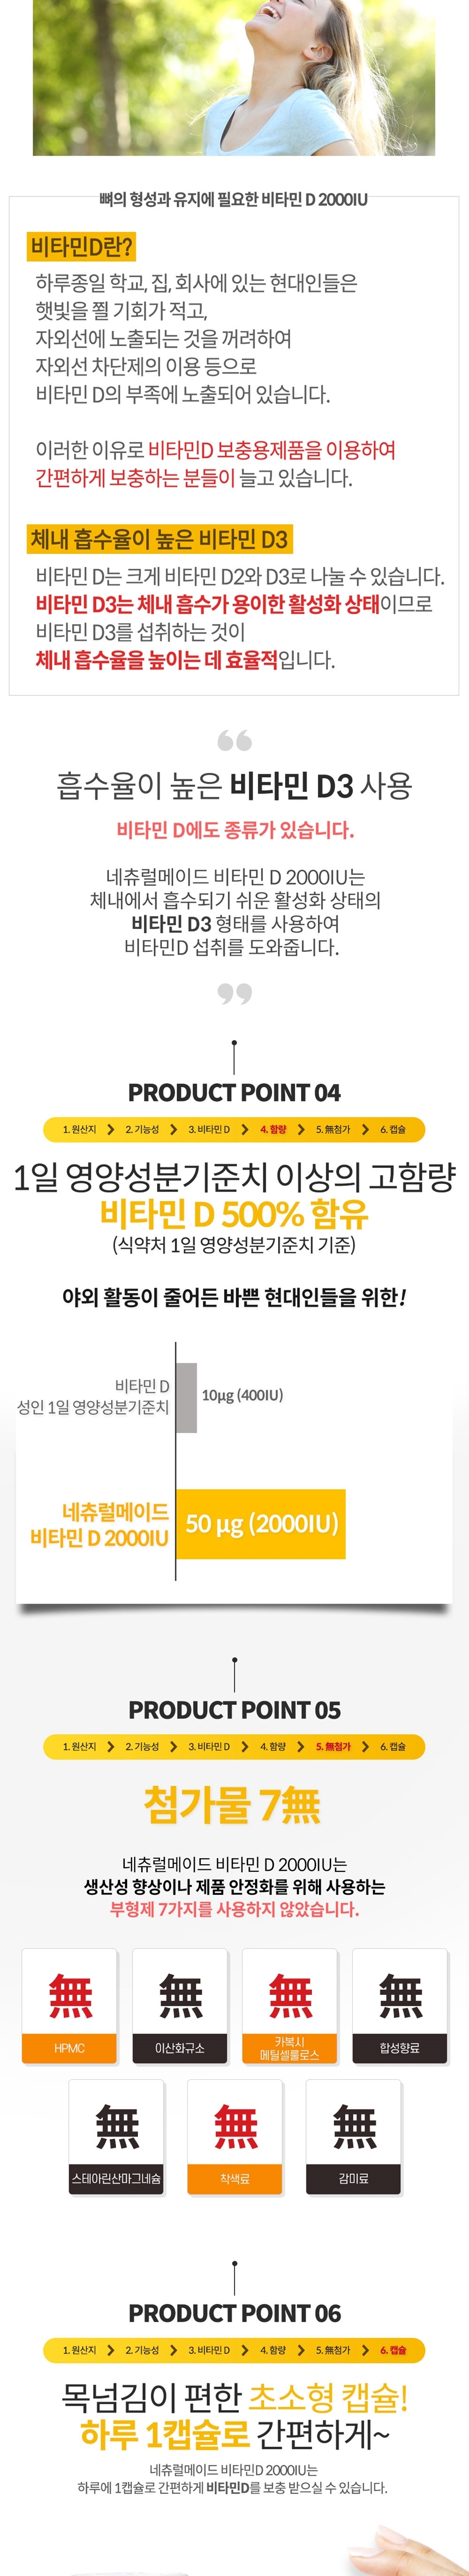 뼈의 형성과 유지에 필요한 비타민 D 2000IU
비타민D란?
하루종일 학교, 집, 회사에 있는 현대인들은
햇빛을 쬘 기회가 적고,
자외선에 노출되는 것을 꺼려하여
자외선 차단제의 이용 등으로
비타민 D의 부족에 노출되어 있습니다.
이러한 이유로 비타민D 보충용제품을 이용하여
간편하게 보충하는 분들이 늘고 있습니다.
체내 흡수율이 높은 비타민 D3
비타민 D는 크게 비타민 D2와 D3로 나눌 수 있습니다.
비타민 D3는 체내 흡수가 용이한 활성화 상태이므로
비타민 D3를 섭취하는 것이
체내 흡수율을 높이는 데 효율적입니다.
“
흡수율이 높은 비타민 D3 사용
비타민 D에도 종류가 있습니다.
네츄럴메이드 비타민 D 2000IU는
체내에서 흡수되기 쉬운 활성화 상태의
비타민 D3 형태를 사용하여
비타민D 섭취를 도와줍니다.
”
PRODUCT POINT 04
1. 원산지 > 2. 기능성 > 3. 비타민 D > 4. 함량 > 5. 無첨가 > 6. 캡슐
1일 영양성분기준치 이상의 고함량
비타민 D 500% 함유
(식약처 1일 영양성분기준치 기준)
야외 활동이 줄어든 바쁜 현대인들을 위한!
비타민 D
성인 1일 영양성분기준치
10µg (400IU)
네츄럴메이드
비타민 D 2000IU
50 µg (2000IU)
PRODUCT POINT 05
1. 원산지 > 2. 기능성 > 3. 비타민 D > 4. 함량 > 5. 無첨가 > 6. 캡슐
첨가물 7無
네츄럴메이드 비타민 D 2000IU는
생산성 향상이나 제품 안정화를 위해 사용하는
부형제 7가지를 사용하지 않았습니다.
無 無 無 無
HPMC
이산화규소
카복시
메틸셀룰로스
합성향료
無 無 無
스테아린산마그네슘
착색료
감미료
PRODUCT POINT 06
1. 원산지 > 2. 기능성 > 3. 비타민 D > 4. 함량 > 5. 無첨가 > 6. 캡슐
목넘김이 편한 초소형 캡슐!
하루 1캡슐로 간편하게~
네츄럴메이드 비타민D 2000IU는
하루에 1캡슐로 간편하게 비타민D를 보충 받으실 수 있습니다.